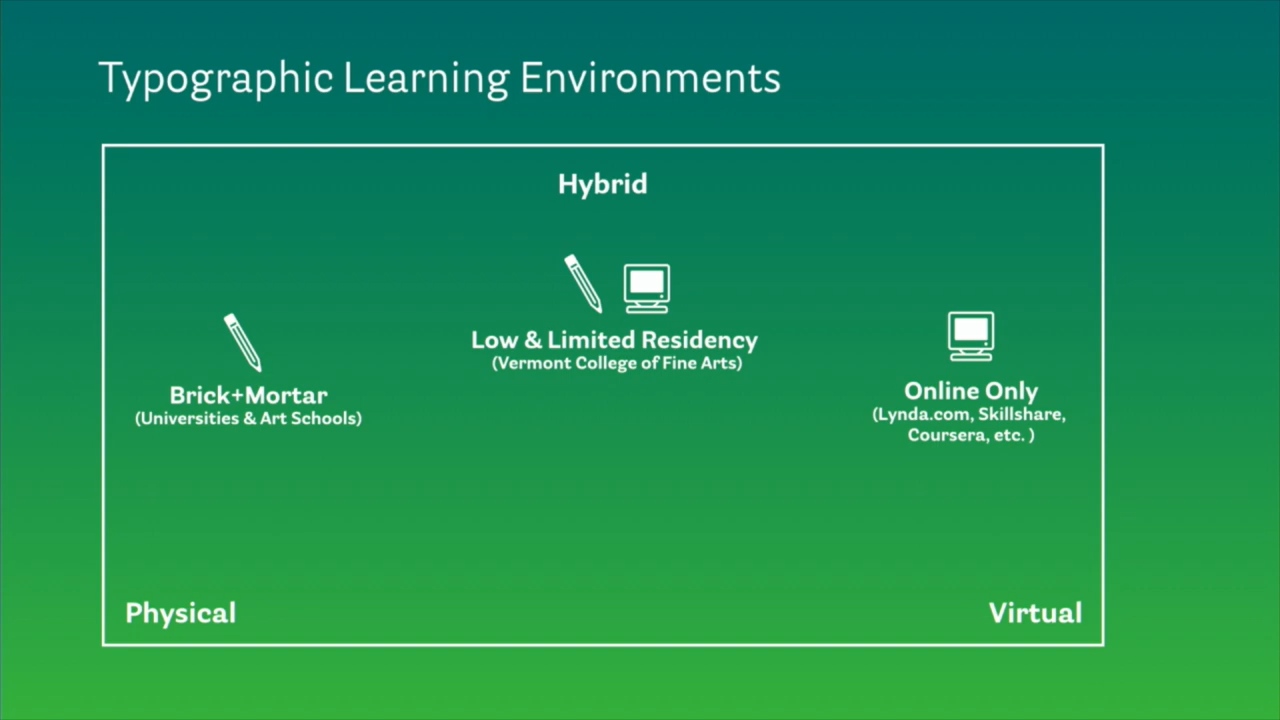 Typographic Learning Environments
Hybrid
Low & Limited Residency
(Vermont College of Fine Arts)
Brick+Mortar
(Universities & Art Schools)
Online Only
(Lynda.com, Skillshare,
Coursera, etc. )
Physical
Virtual